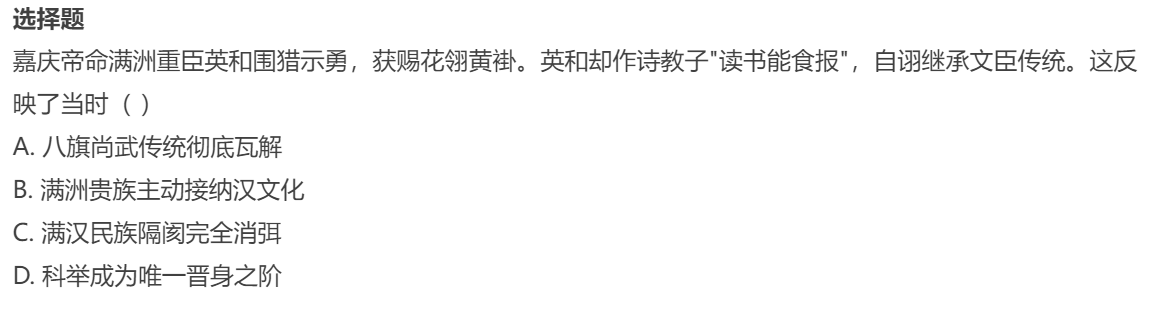 选择题
嘉庆帝命满洲重臣英和围猎示勇，获赐花翎黄褂。英和却作诗教子"读书能食报"，自诩继承文臣传统。这反
映了当时（ ）
A. 八旗尚武传统彻底瓦解
B. 满洲贵族主动接纳汉文化
C. 满汉民族隔阂完全消弭
D. 科举成为唯一晋身之阶